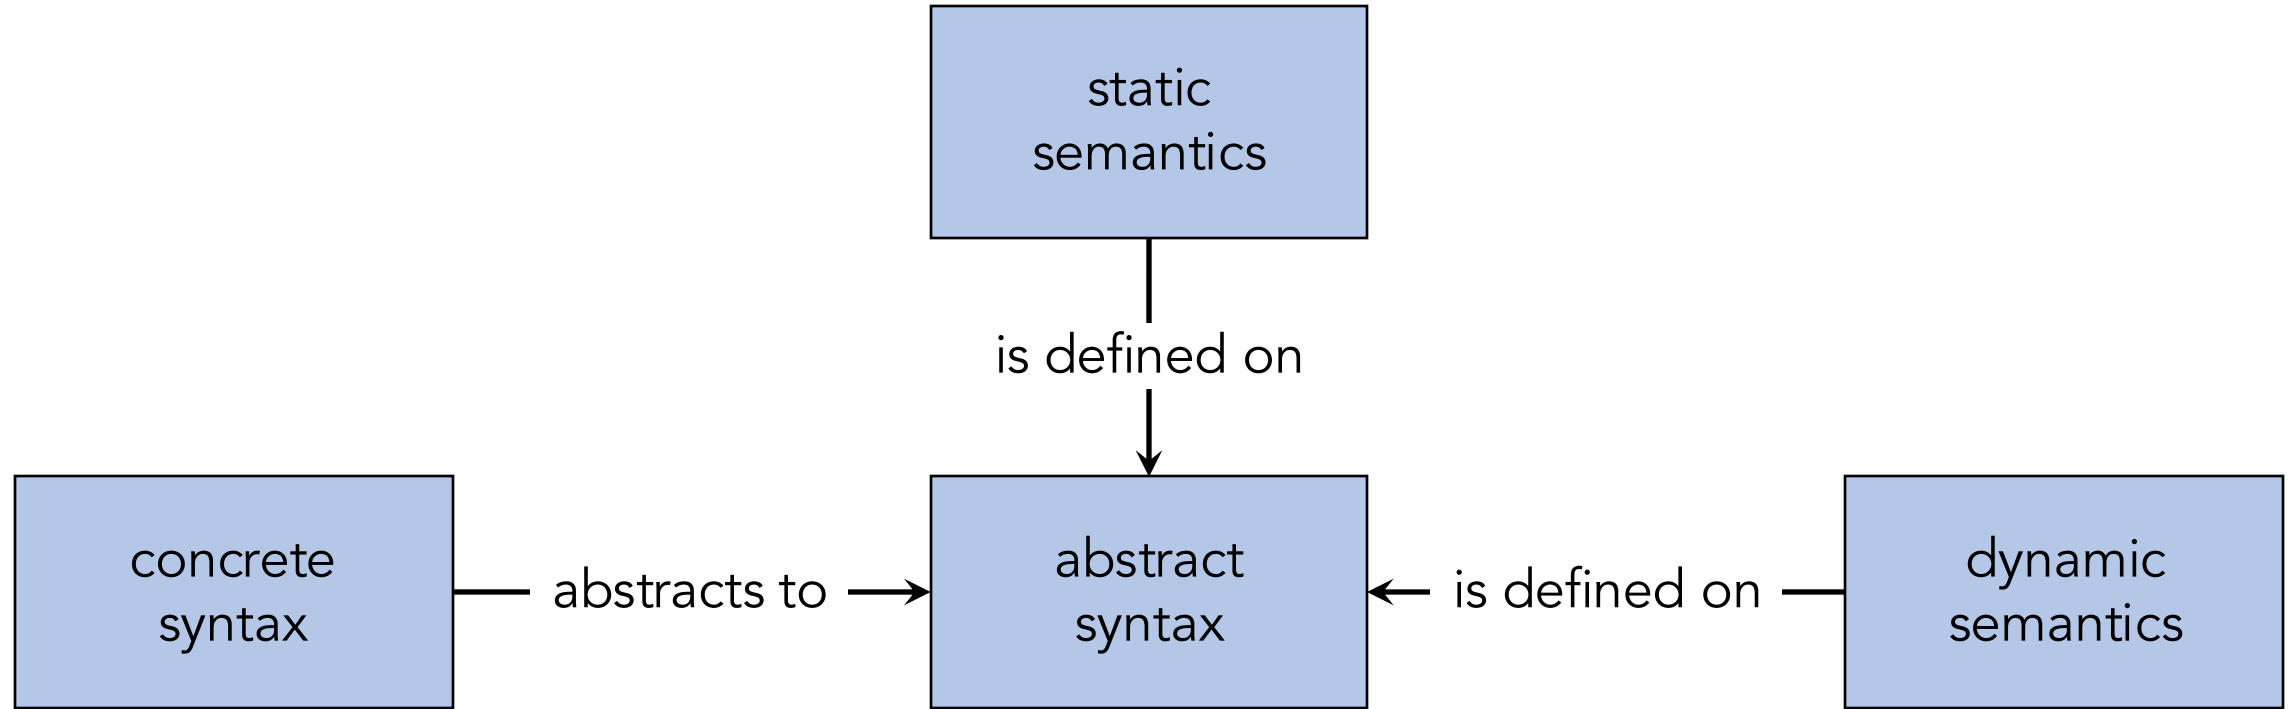 static
semantics
is defined on
concrete
syntax
abstracts to
abstract
syntax
is defined on
dynamic
semantics